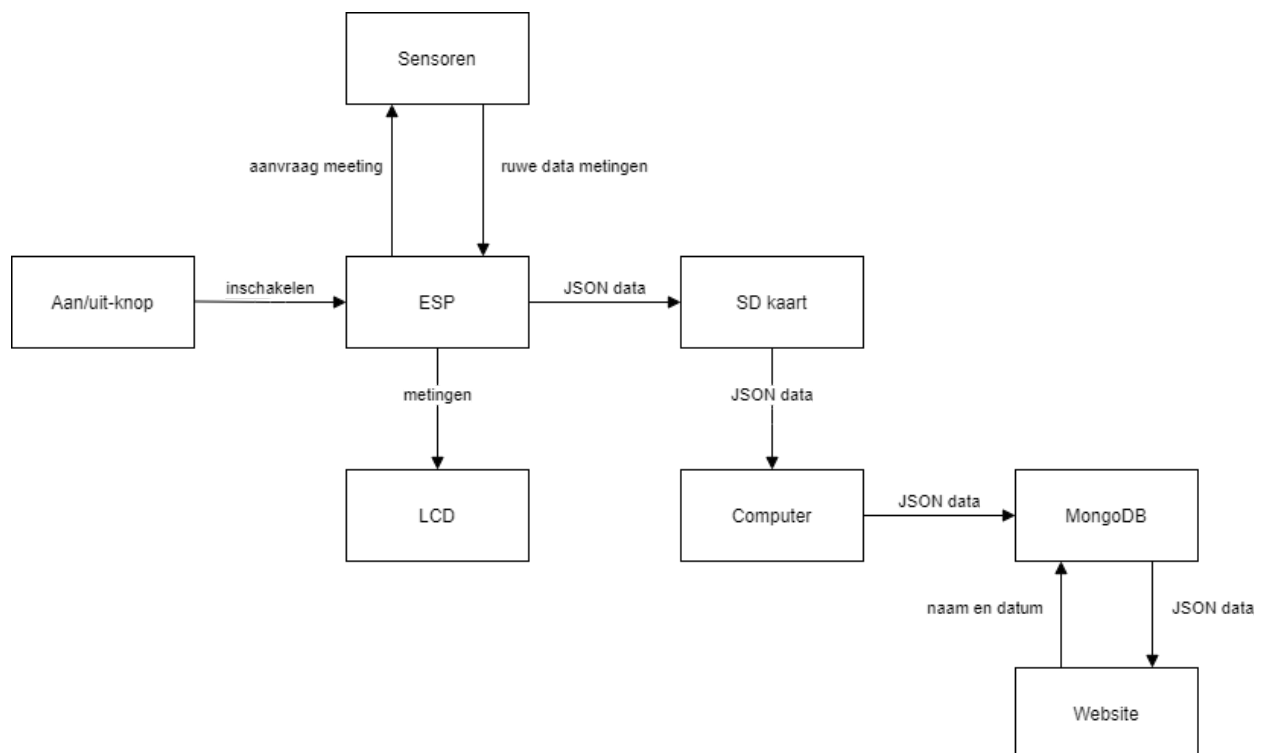 Sensoren
aanvraag meeting
ruwe data metingen
Aan/uit-knop
inschakelen
ESP
JSON data
SD kaart
metingen
JSON data
LCD
Computer
JSON data
MongoDB
naam en datum
JSON data
Website